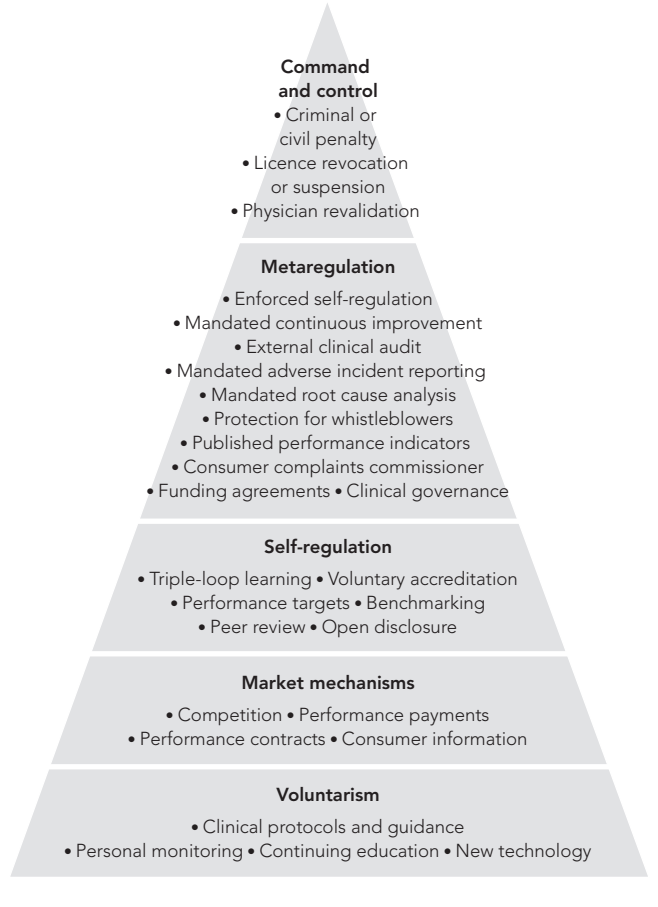 Command
and control
• Criminal or
civil penalty
• Licence revocation
or suspension
• Physician revalidation
Metaregulation
• Enforced self-regulation
• Mandated continuous improvement
• External clinical audit
• Mandated adverse incident reporting
• Mandated root cause analysis
• Protection for whistleblowers
• Published performance indicators
• Consumer complaints commissioner
• Funding agreements • Clinical governance
Self-regulation
• Triple-loop learning • Voluntary accreditation
• Performance targets • Benchmarking
• Peer review • Open disclosure
Market mechanisms
• Competition • Performance payments
• Performance contracts • Consumer information
Voluntarism
• Clinical protocols and guidance
• Personal monitoring • Continuing education • New technology